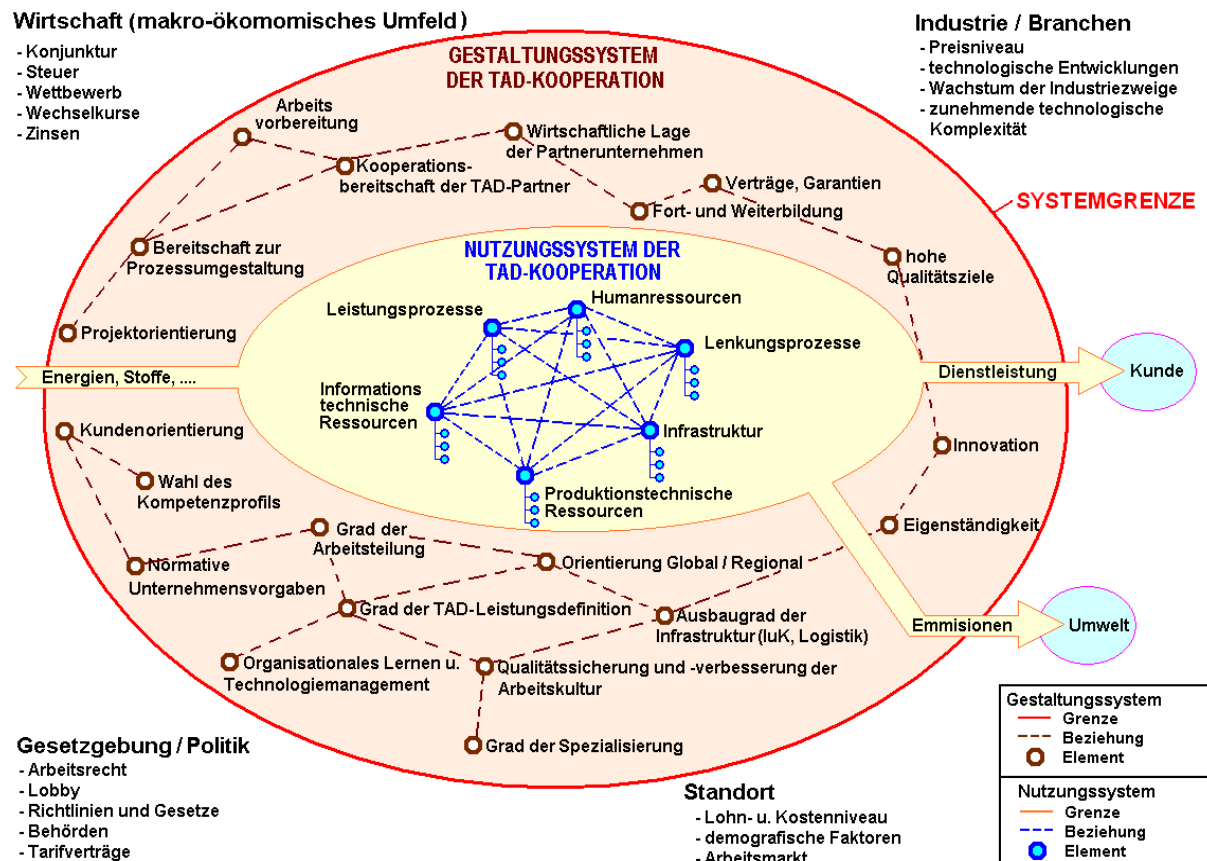 Wirtschaft (makro-ökomomisches Umfeld)
- Konjunktur
- Steuer
- Wettbewerb
- Wechselkurse
- Zinsen
Industrie / Branchen
- Preisniveau
- technologische Entwicklungen
- Wachstum der Industriezweige
- zunehmende technologische
Komplexität
GESTALTUNGSSYSTEM
DER TAD-KOOPERATION
Arbeits
vorbereitung
Wirtschaftliche Lage
der Partnerunternehmen
Kooperations-
bereitschaft der TAD-Partner
Verträge, Garantien
Fort- und Weiterbildung
SYSTEMGRENZE
Bereitschaft zur
Prozessumgestaltung
hohe
Qualitätsziele
Projektorientierung
NUTZUNGSSYSTEM DER
TAD-KOOPERATION
Humanressourcen
Leistungsprozesse
Lenkungsprozesse
Informations
technische
Ressourcen
Infrastruktur
Produktionstechnische
Ressourcen
Energien, Stoffe, ....
Dienstleistung
Kunde
Kundenorientierung
Innovation
Wahl des
Kompetenzprofils
Eigenständigkeit
Grad der
Arbeitsteilung
Normative
Unternehmensvorgaben
Orientierung Global / Regional
Grad der TAD-Leistungsdefinition
Ausbaugrad der
Infrastruktur (IuK, Logistik)
Emmisionen
Umwelt
Organisationales Lernen u.
Technologiemanagement
Qualitätssicherung und -verbesserung der
Arbeitskultur
Grad der Spezialisierung
Gesetzgebung / Politik
- Arbeitsrecht
- Lobby
- Richtlinien und Gesetze
- Behörden
- Tarifverträge
Standort
- Lohn- u. Kostenniveau
- demografische Faktoren
- Arbeitsmarkt
Gestaltungssystem
Grenze
Beziehung
Element
Nutzungssystem
Grenze
Beziehung
Element